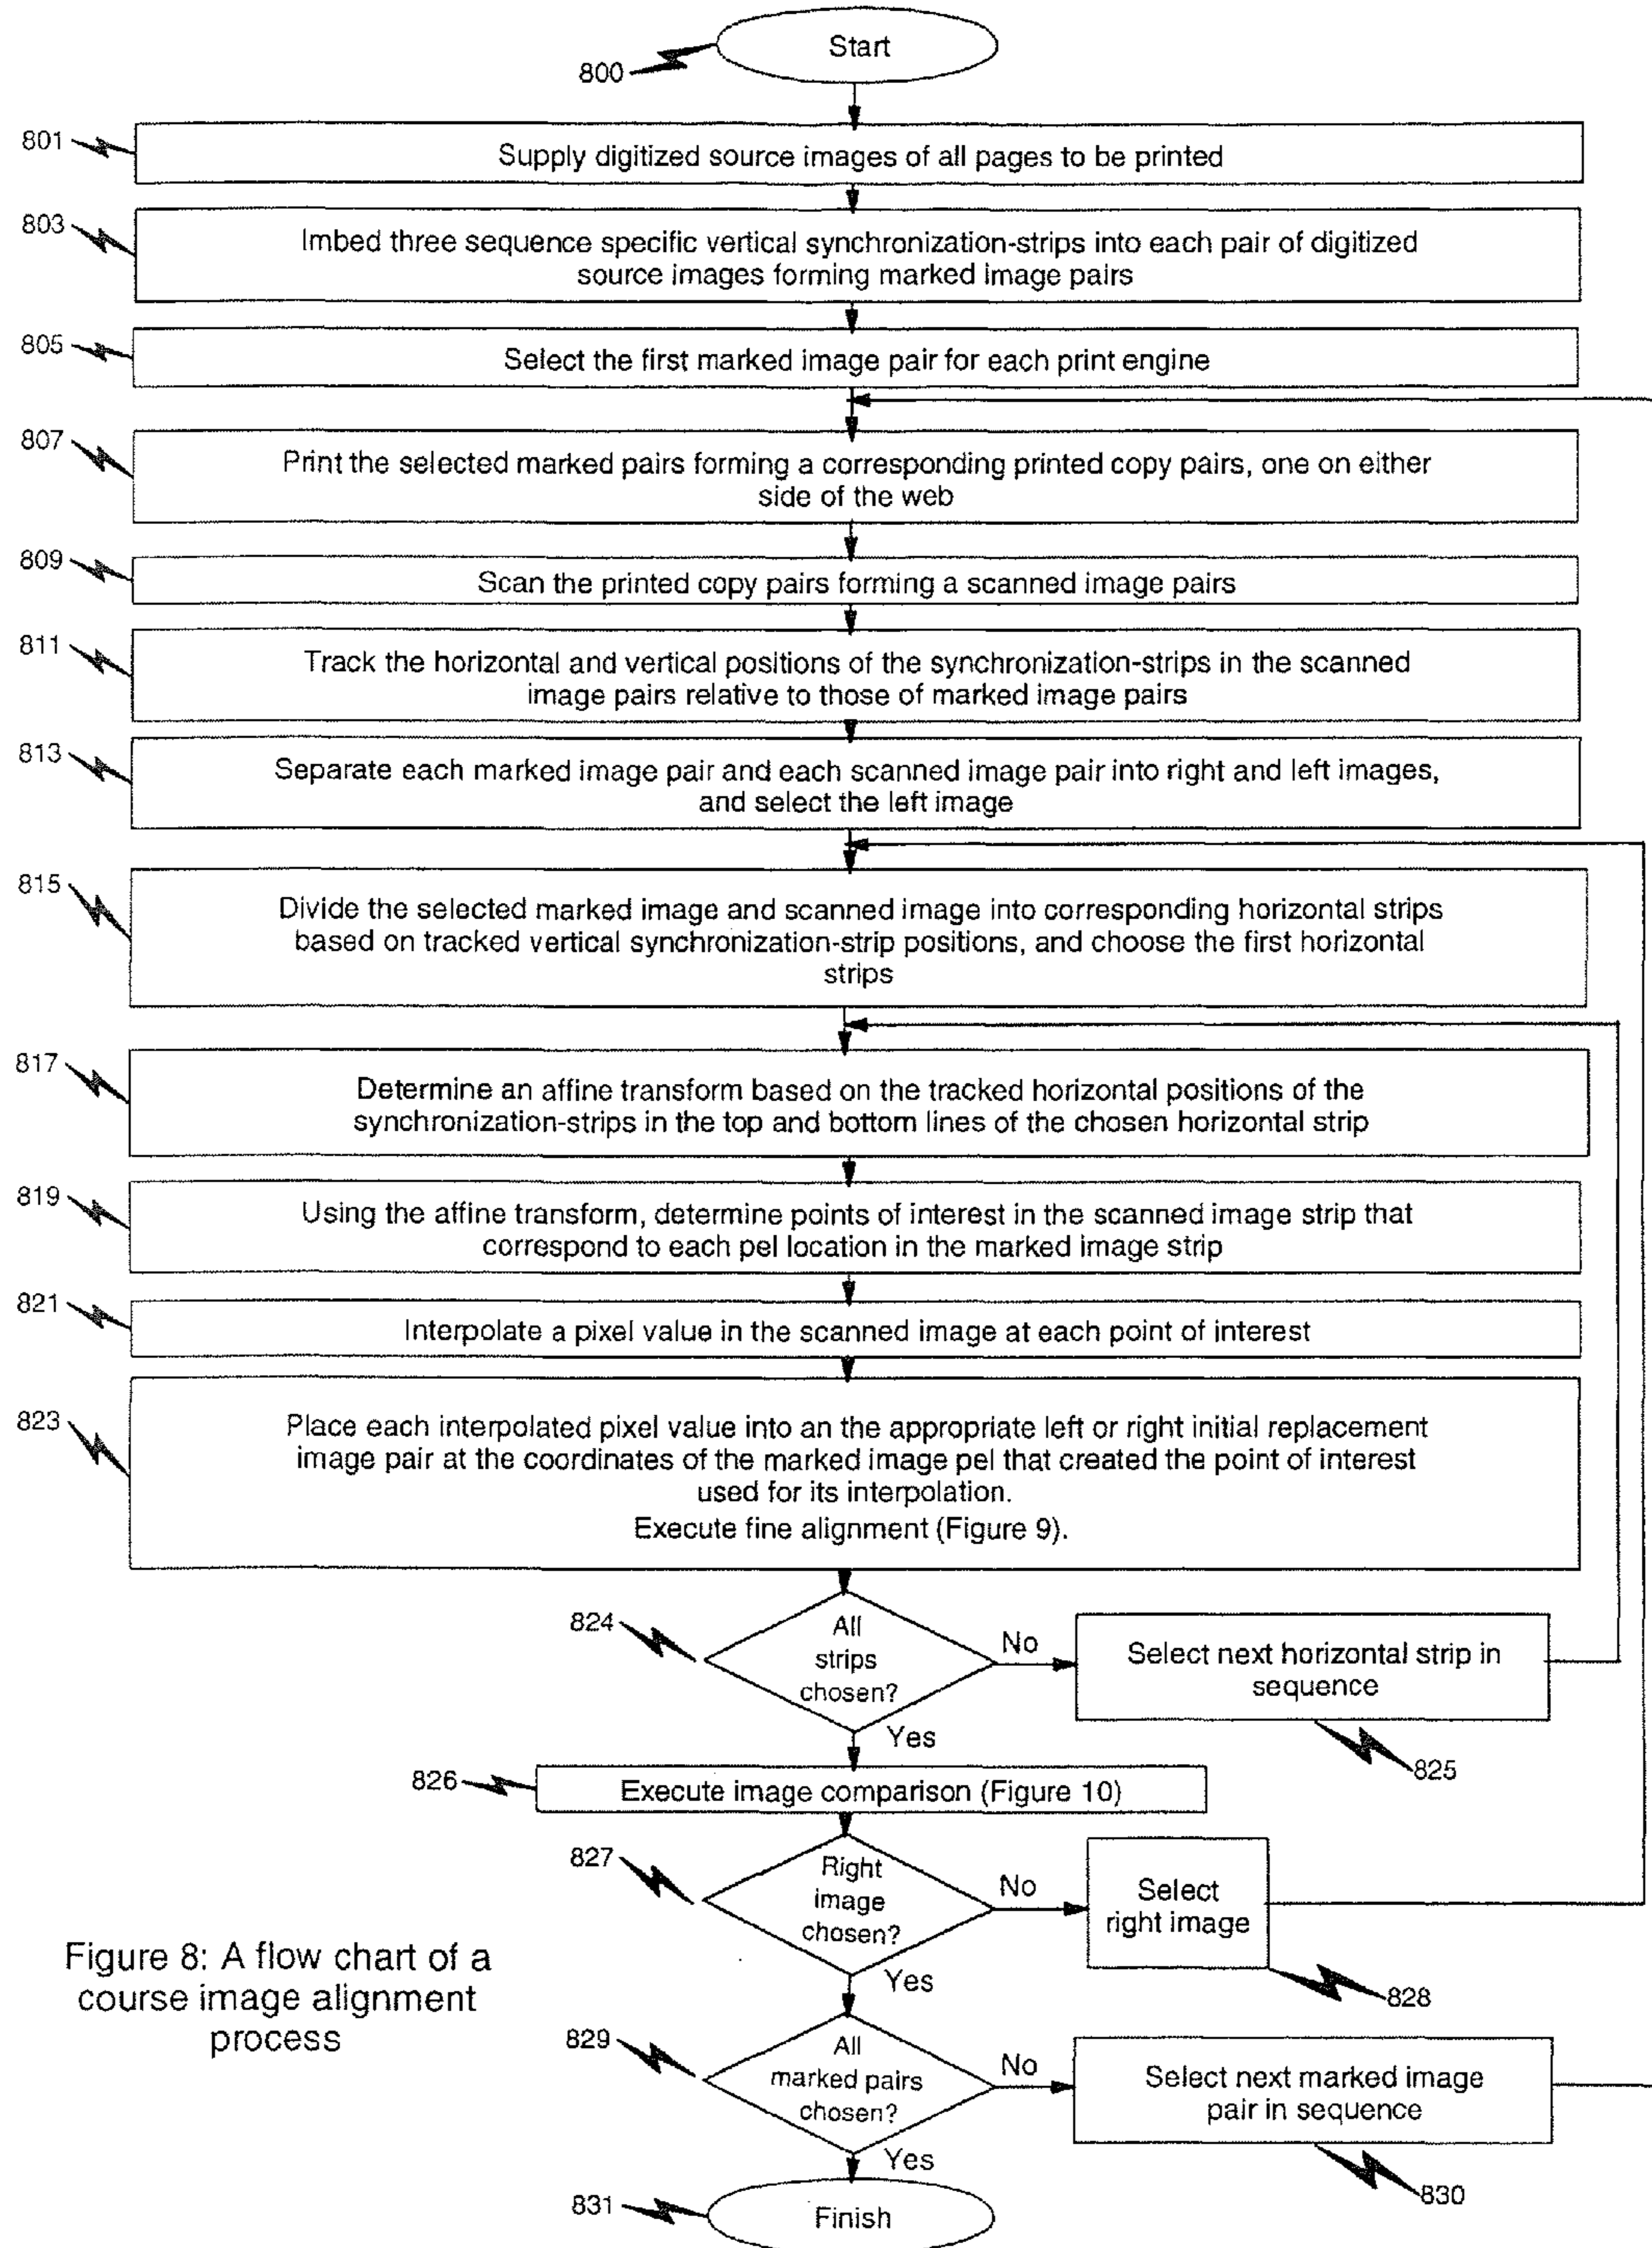 Start
800
801
Supply digitized source images of all pages to be printed
803
Imbed three sequence specific vertical synchronization-strips into each pair of digitized
source images forming marked image pairs
805
Select the first marked image pair for each print engine
807
Print the selected marked pairs forming a corresponding printed copy pairs, one on either
side of the web
809
Scan the printed copy pairs forming a scanned image pairs
811
Track the horizontal and vertical positions of the synchronization-strips in the scanned
image pairs relative to those of marked image pairs
813
Separate each marked image pair and each scanned image pair into right and left images,
and select the left image
815
Divide the selected marked image and scanned image into corresponding horizontal strips
based on tracked vertical synchronization-strip positions, and choose the first horizontal
strips
817
Determine an affine transform based on the tracked horizontal positions of the
synchronization-strips in the top and bottom lines of the chosen horizontal strip
819
Using the affine transform, determine points of interest in the scanned image strip that
correspond to each pel location in the marked image strip
821
Interpolate a pixel value in the scanned image at each point of interest
823
Place each interpolated pixel value into an the appropriate left or right initial replacement
image pair at the coordinates of the marked image pel that created the point of interest
used for its interpolation.
Execute fine alignment (Figure 9).
824
All
strips
chosen?
No
Select next horizontal strip in
sequence
825
Yes
826
Execute image comparison (Figure 10)
827
Right
image
chosen?
No
Select
right image
828
Yes
829
All
marked pairs
chosen?
No
Select next marked image
pair in sequence
830
Yes
831
Finish
Figure 8: A flow chart of a
course image alignment
process